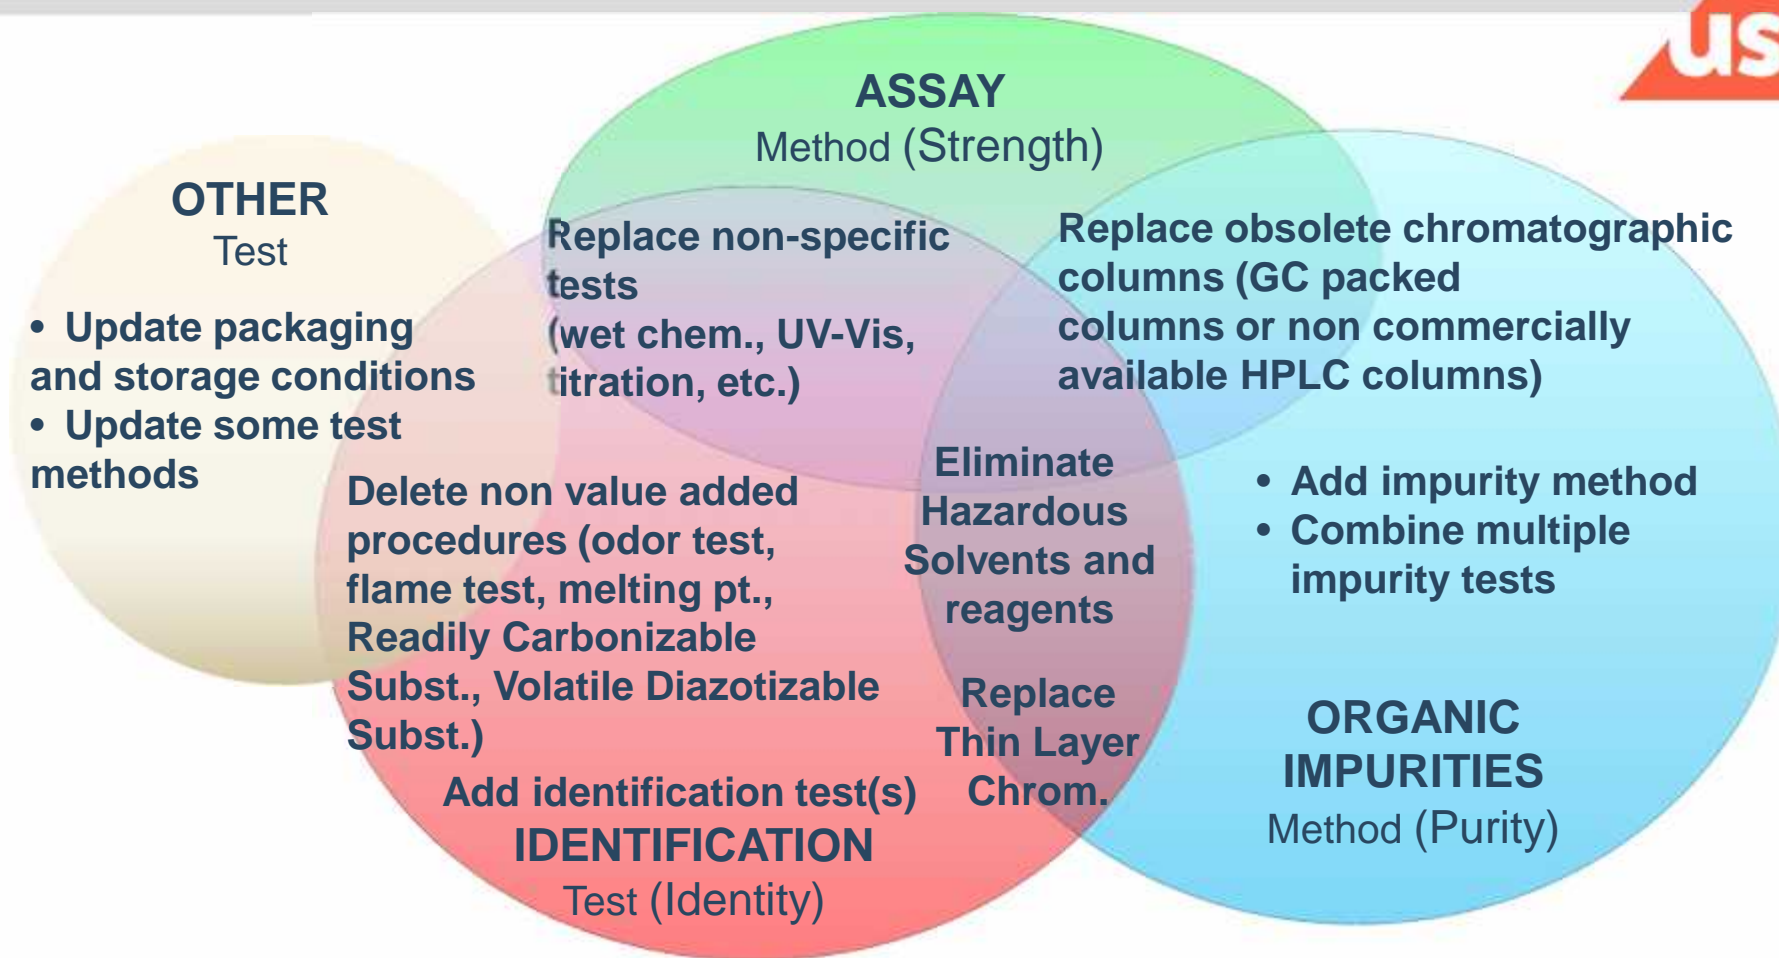 us
ASSAY
Method (Strength)
OTHER
Test
• Update packaging
and storage conditions
• Update some test
methods
Replace non-specific
tests
(wet chem., UV-Vis,
titration, etc.)
Replace obsolete chromatographic
columns (GC packed
columns or non commercially
available HPLC columns)
Delete non value added
procedures (odor test,
flame test, melting pt.,
Readily Carbonizable
Subst., Volatile Diazotizable
Subst.)
Add identification test(s)
IDENTIFICATION
Test (Identity)
Eliminate
Hazardous
Solvents and
reagents
Replace
Thin Layer
Chrom.
• Add impurity method
• Combine multiple
impurity tests
ORGANIC
IMPURITIES
Method (Purity)